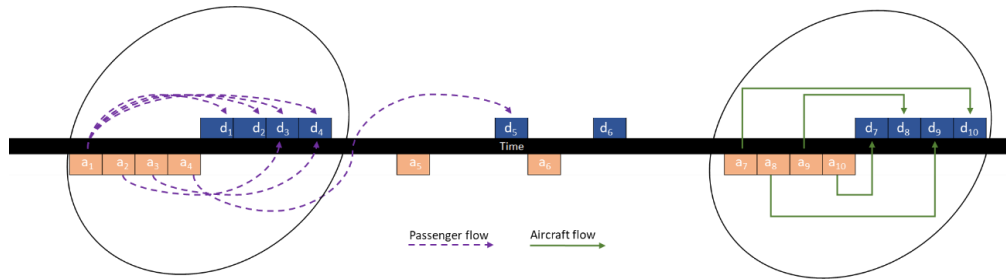 d1 d2 d3 d4 d5 d6 d7 d8 d9 d10
Time
a1 a2 a3 a4 a5 a6 a7 a8 a9 a10
Passenger flow Aircraft flow